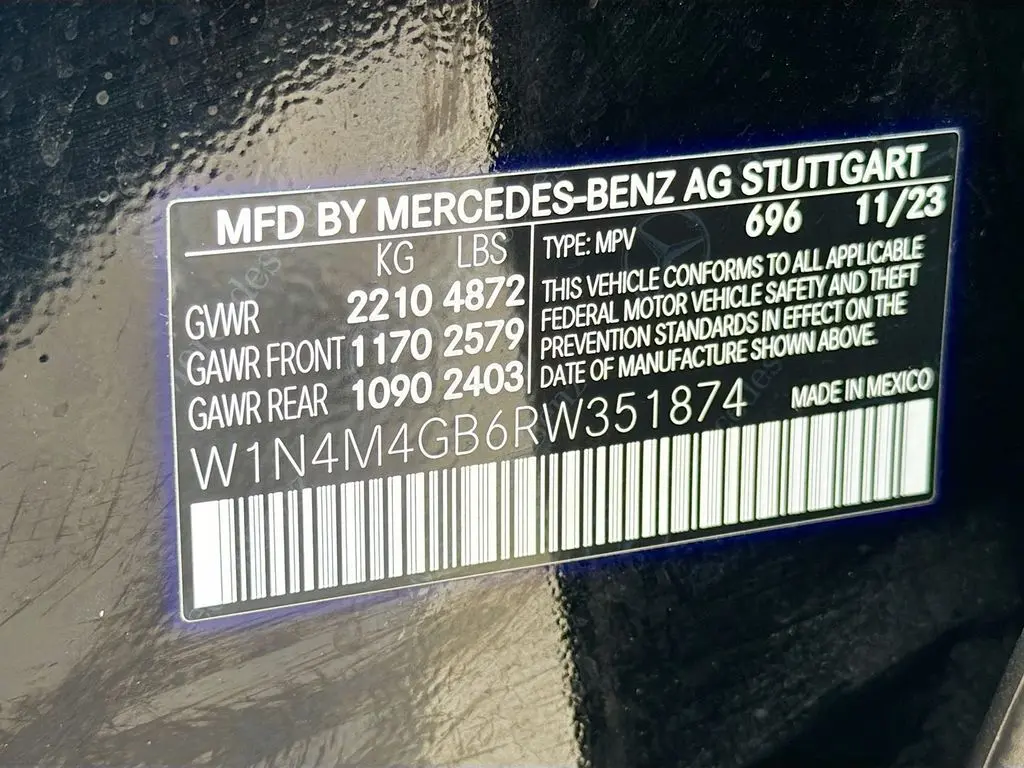 MFD BY MERCEDES-BENZ AG STUTTGART
KG LBS
GVWR 2210 4872
GAWR FRONT 1170 2579
GAWR REAR 1090 2403
TYPE: MPV 696 11/23
THIS VEHICLE CONFORMS TO ALL APPLICABLE
FEDERAL MOTOR VEHICLE SAFETY AND THEFT
PREVENTION STANDARDS IN EFFECT ON THE
DATE OF MANUFACTURE SHOWN ABOVE.
W1N4M4GB6RW351874
MADE IN MEXICO